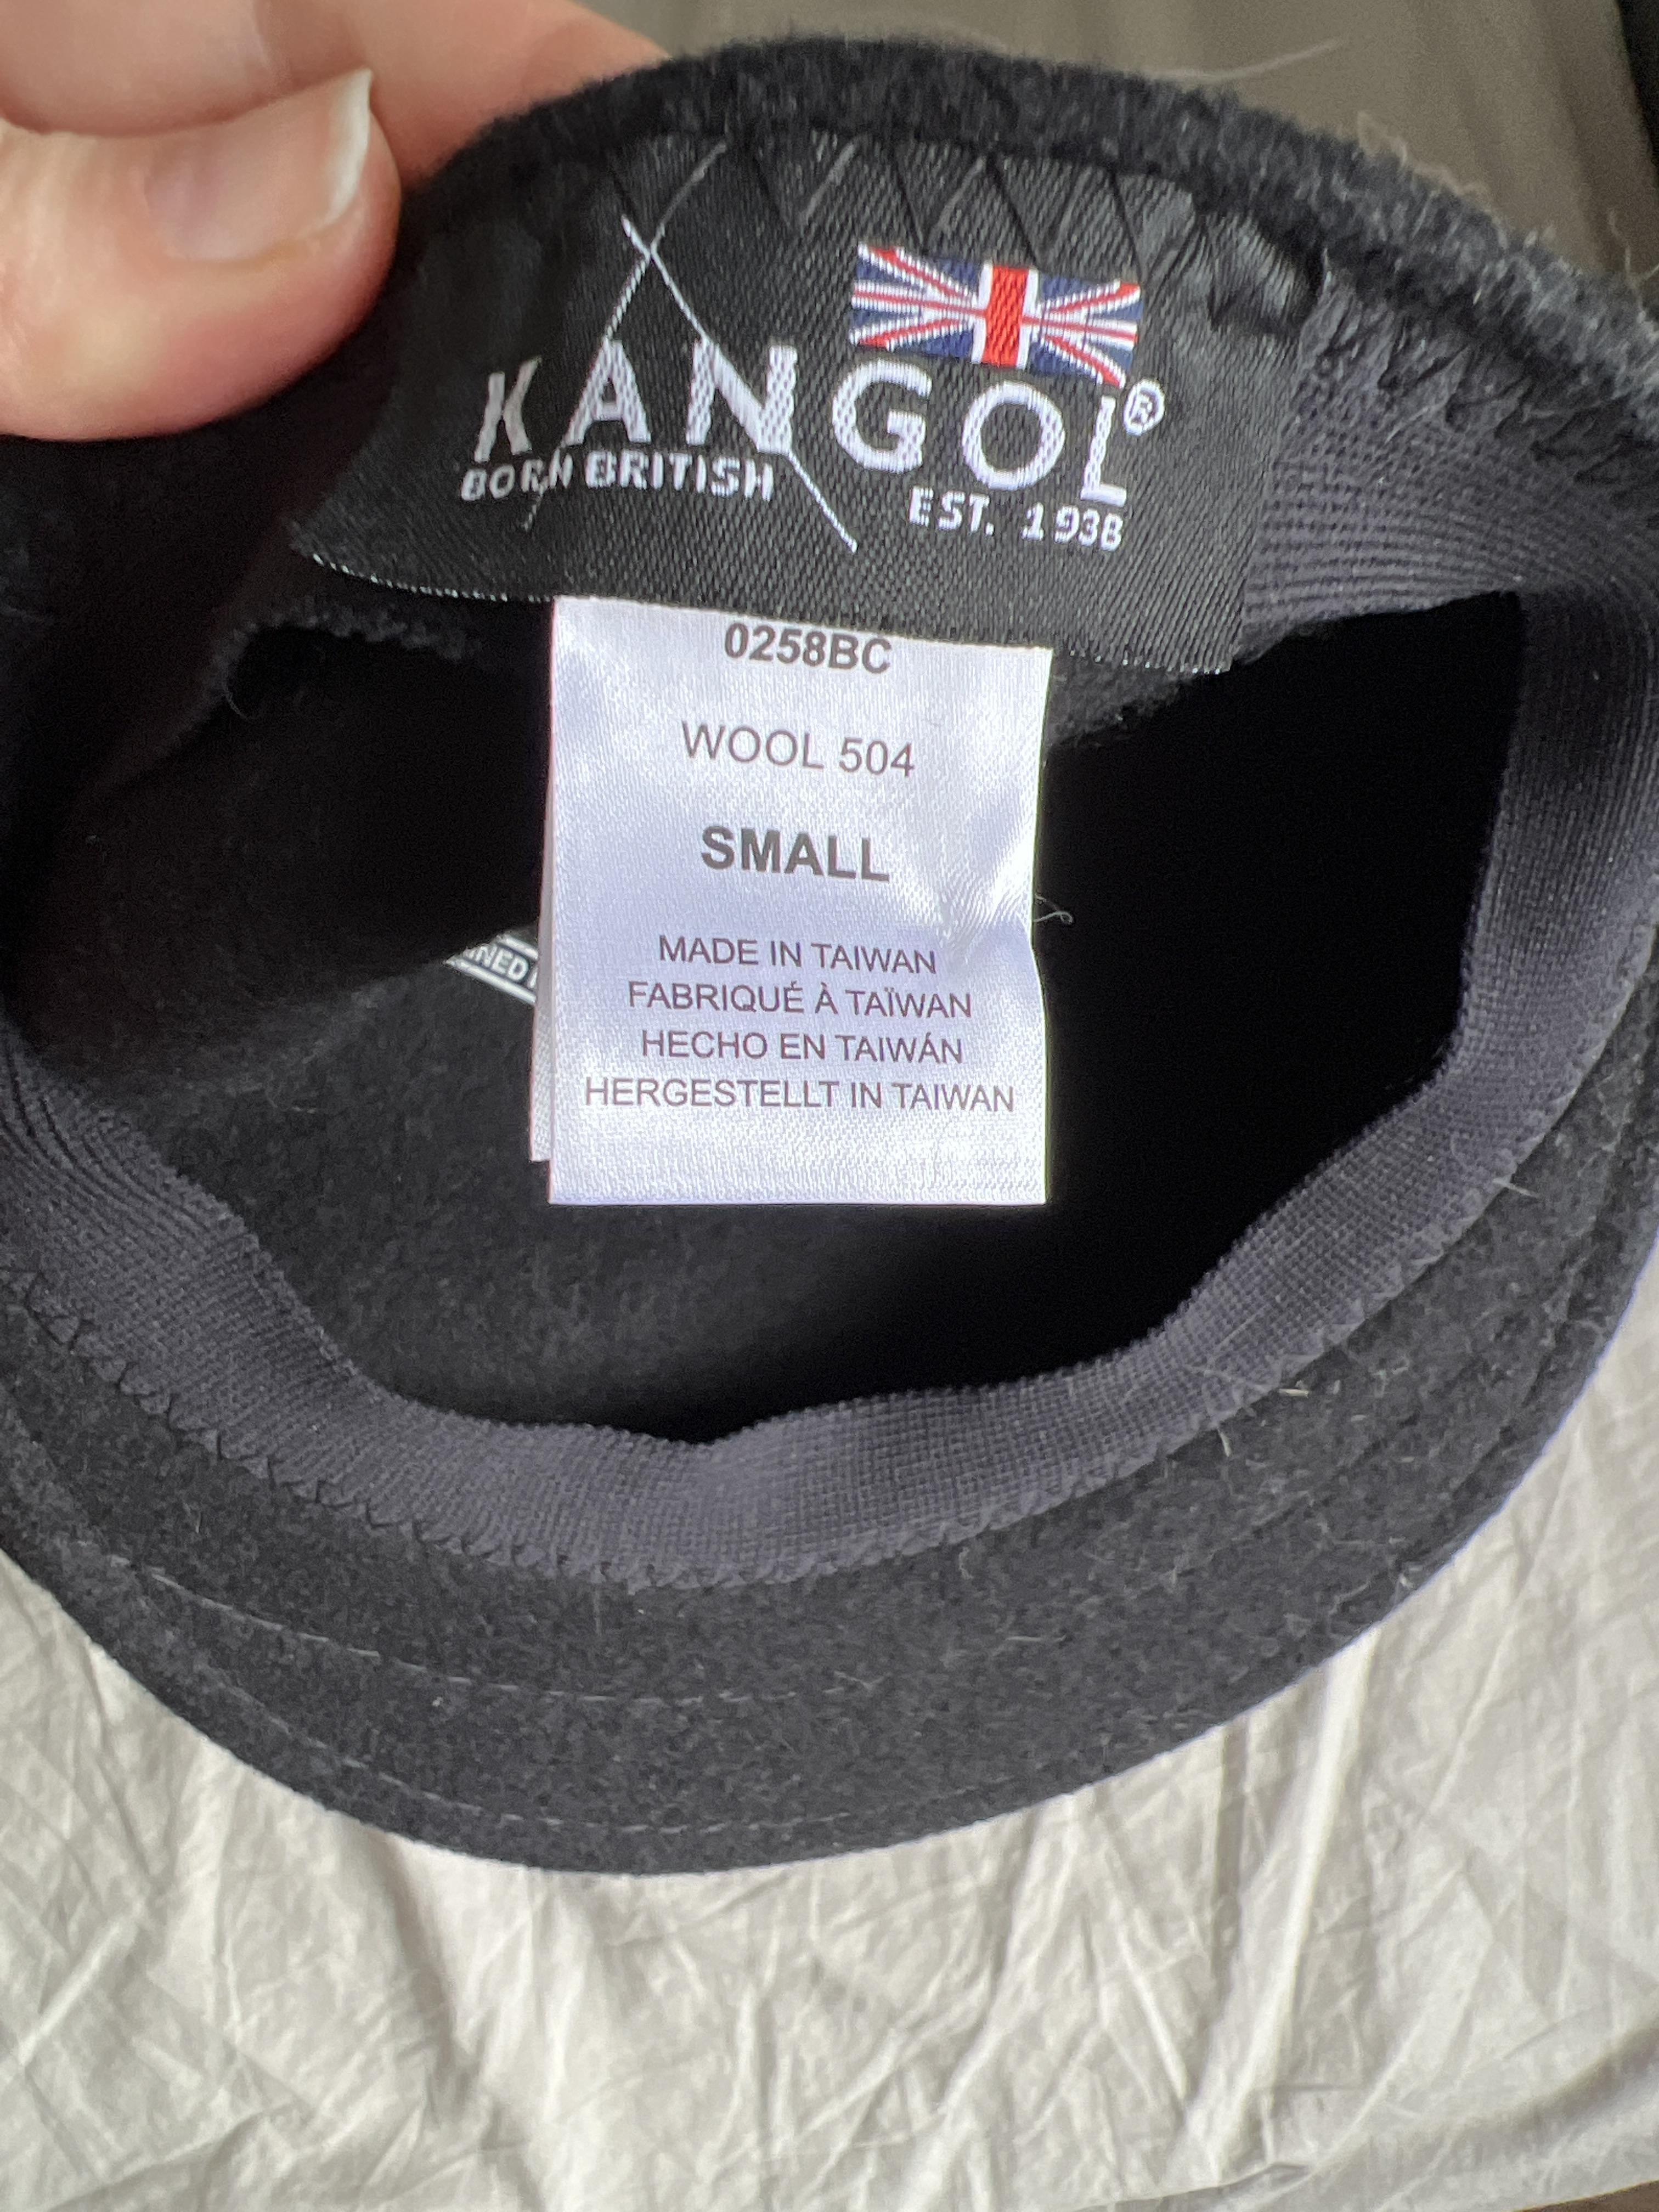 KANGOL®
BORN BRITISH
EST. 1938
0258BC
WOOL 504
SMALL
MADE IN TAIWAN
FABRIQUÉ À TAÏWAN
HECHO EN TAIWÁN
HERGESTELLT IN TAIWAN